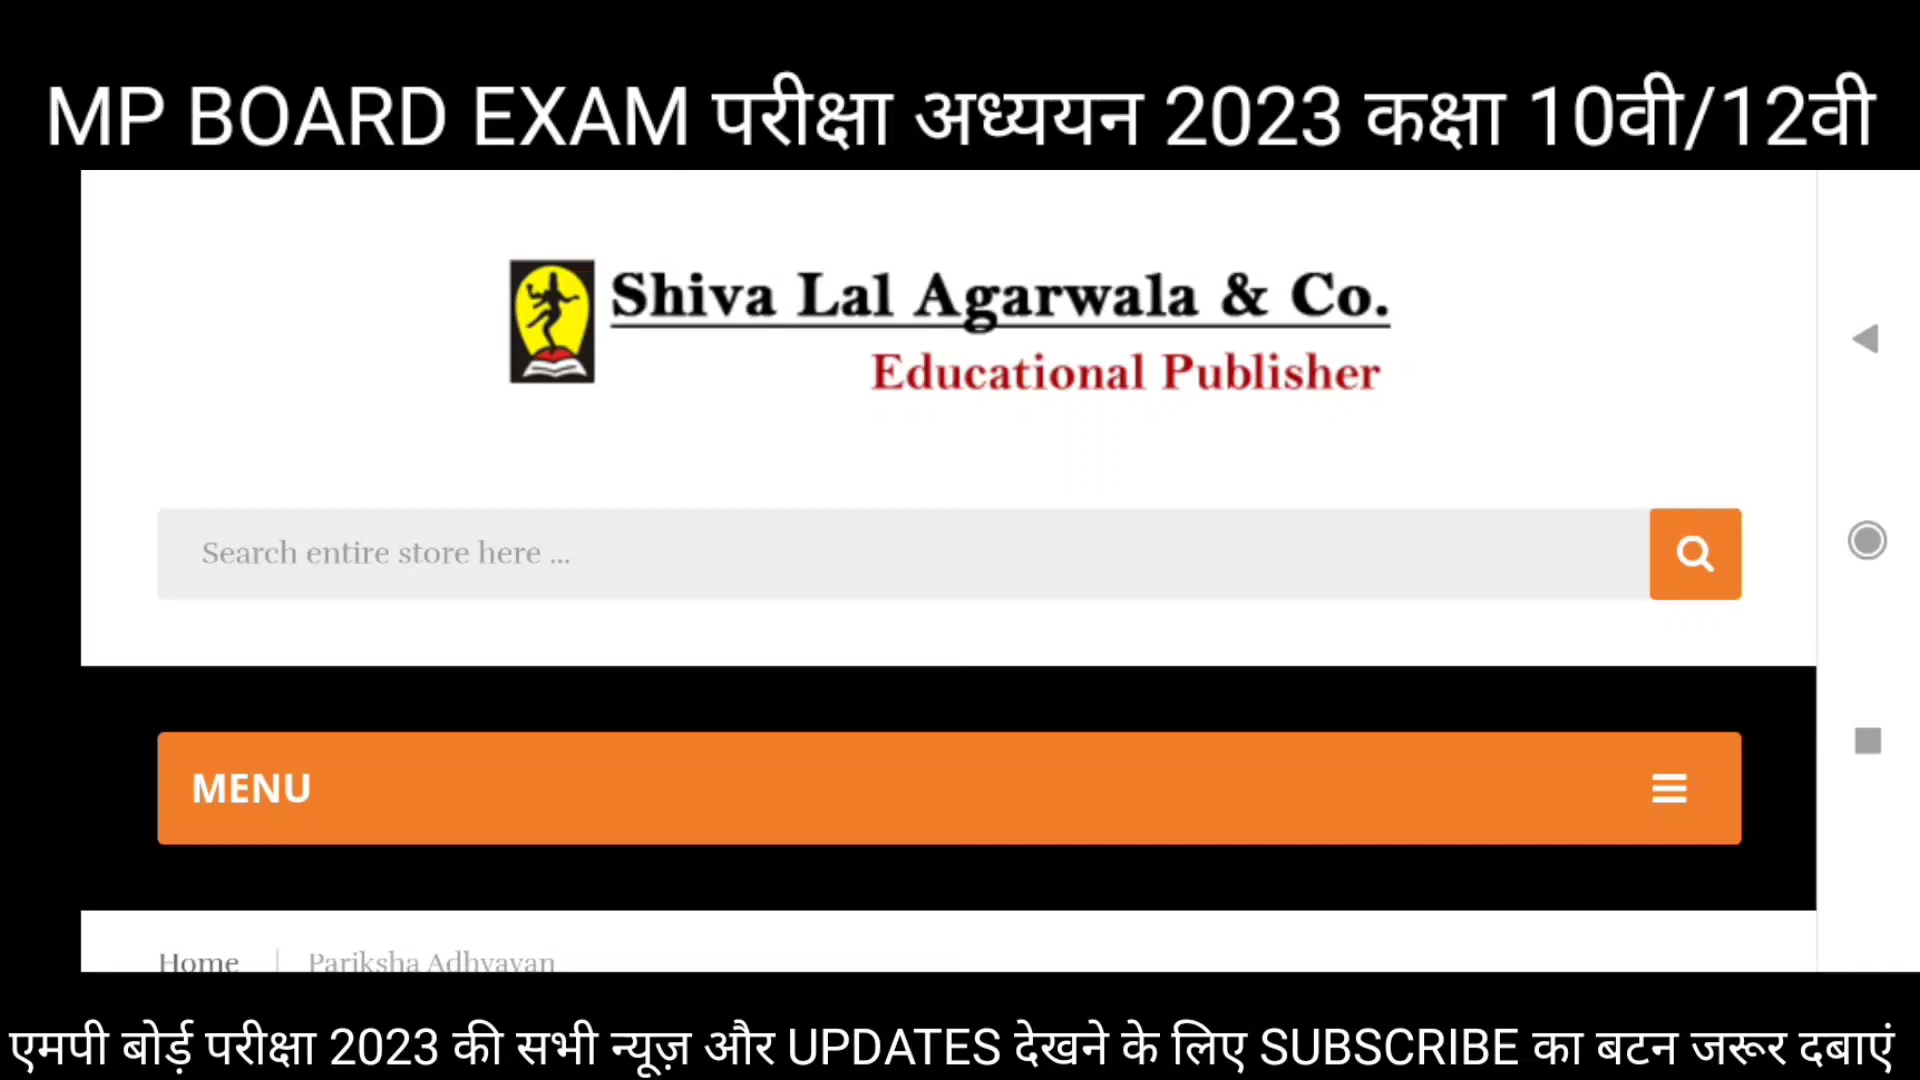 MP BOARD EXAM परीक्षा अध्ययन 2023 कक्षा 10वी/12वी
Shiva Lal Agarwala & Co.
Educational Publisher
Search entire store here ...
MENU
Home | Pariksha Adhyayan
एमपी बोर्ड परीक्षा 2023 की सभी न्यूज़ और UPDATES देखने के लिए SUBSCRIBE का बटन जरूर दबाएं